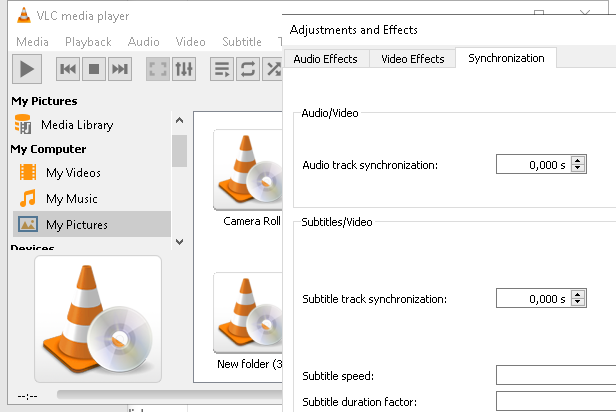 VLC media player
Media Playback Audio Video Subtitle
My Pictures
Media Library
My Computer
My Videos
My Music
My Pictures
Devices
Camera Roll
New folder (3
--:--
Adjustments and Effects
Audio Effects Video Effects Synchronization
Audio/Video
Audio track synchronization: 0,000 s
Subtitles/Video
Subtitle track synchronization: 0,000 s
Subtitle speed:
Subtitle duration factor: